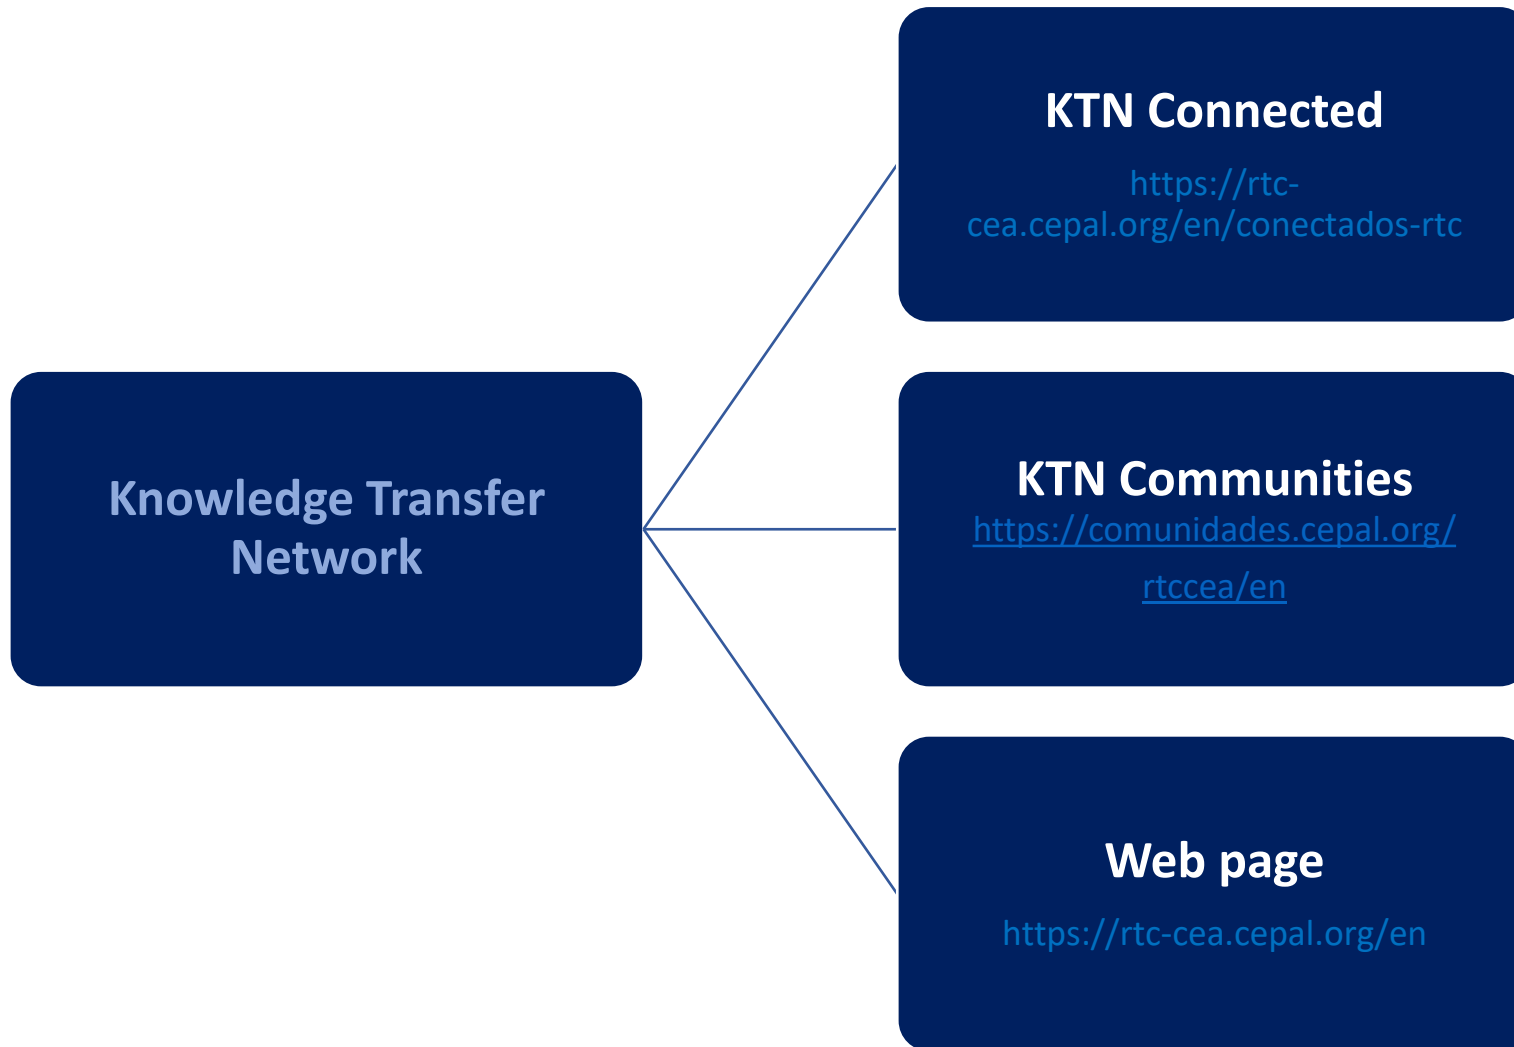 Knowledge Transfer
Network
KTN Connected
https://rtc-
cea.cepal.org/en/conectados-rtc
KTN Communities
https://comunidades.cepal.org/
rtccea/en
Web page
https://rtc-cea.cepal.org/en